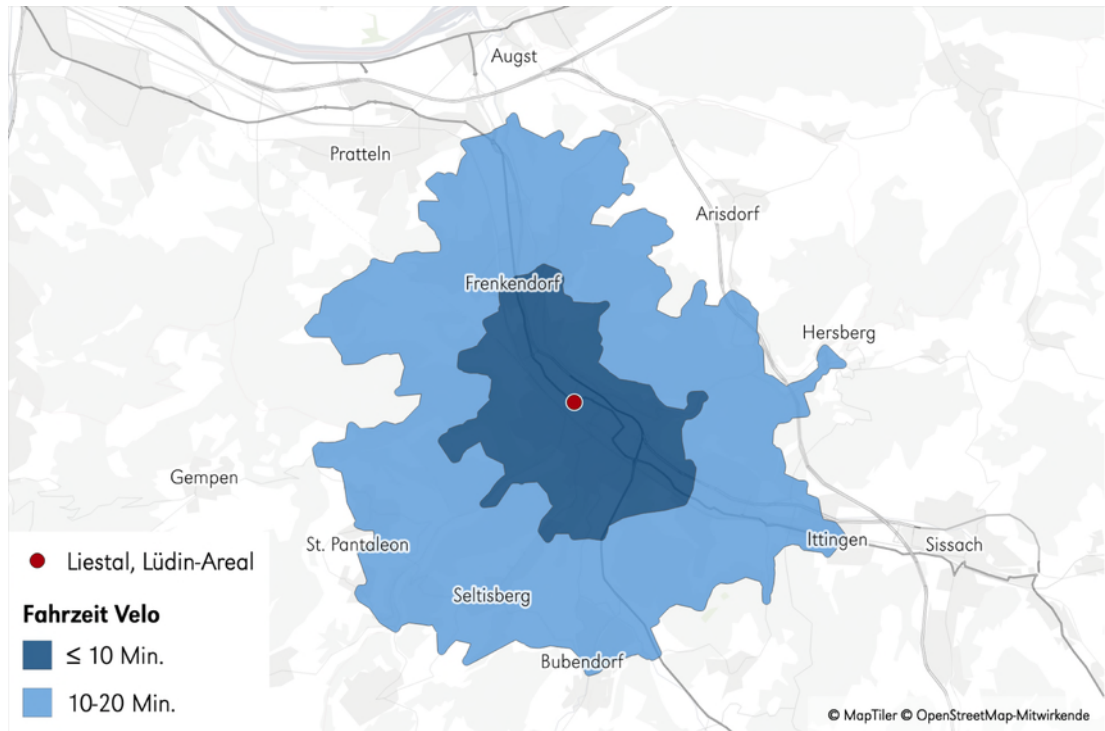 Augst
Pratteln
Arisdorf
Frenkendorf
Hersberg
Gempen
St. Pantaleon
Ittingen
Sissach
Seltisberg
Bubendorf
Liestal, Lüdin-Areal
Fahrzeit Velo
≤ 10 Min.
10-20 Min.
© MapTiler © OpenStreetMap-Mitwirkende